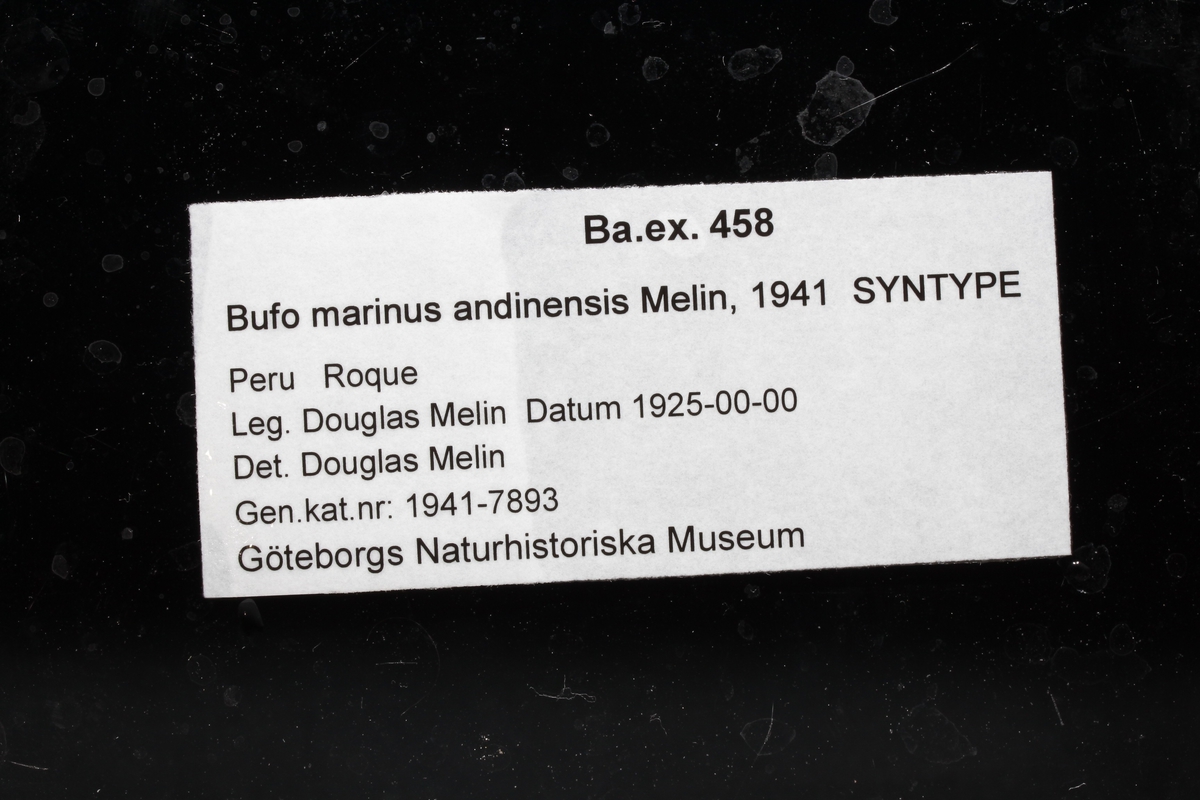 Ba.ex. 458
Bufo marinus andinensis Melin, 1941 SYNTYPE
Peru Roque
Leg. Douglas Melin Datum 1925-00-00
Det. Douglas Melin
Gen.kat.nr: 1941-7893
Göteborgs Naturhistoriska Museum